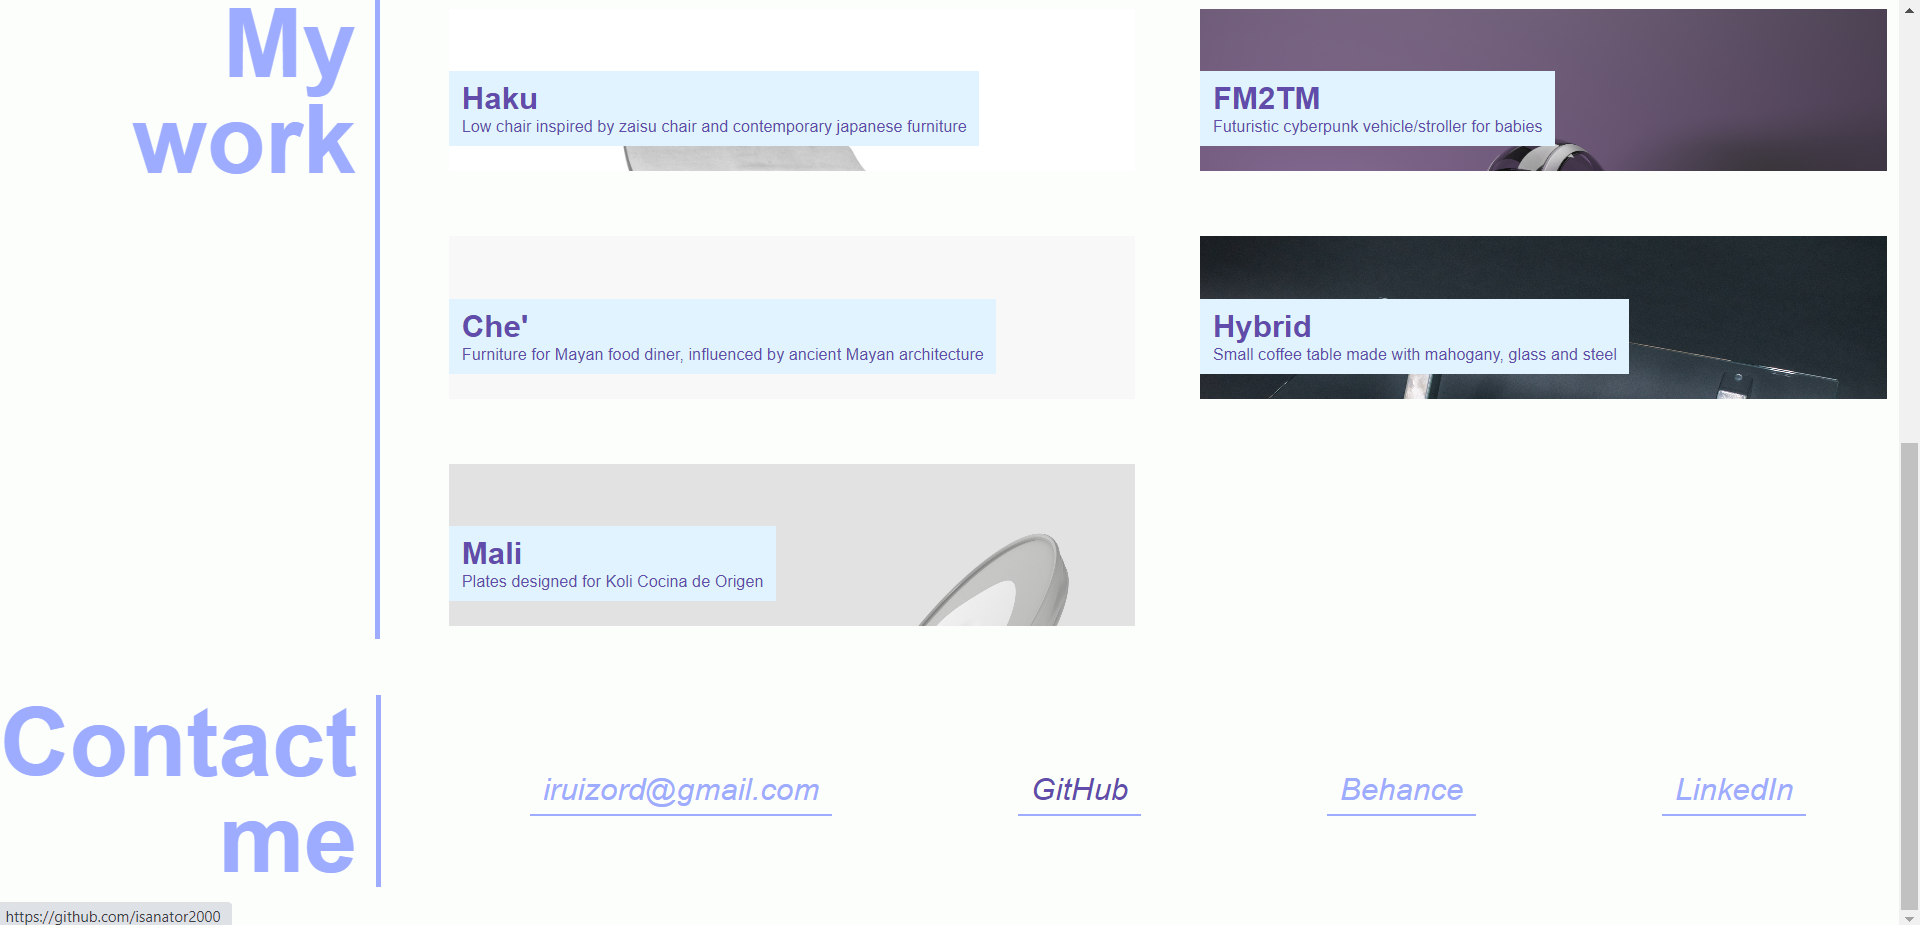 My
work
Haku
Low chair inspired by zaisu chair and contemporary japanese furniture
FM2TM
Futuristic cyberpunk vehicle/stroller for babies
Che'
Furniture for Mayan food diner, influenced by ancient Mayan architecture
Hybrid
Small coffee table made with mahogany, glass and steel
Mali
Plates designed for Koli Cocina de Origen
Contact
me
iruizord@gmail.com
GitHub
Behance
LinkedIn
https://github.com/isanator2000